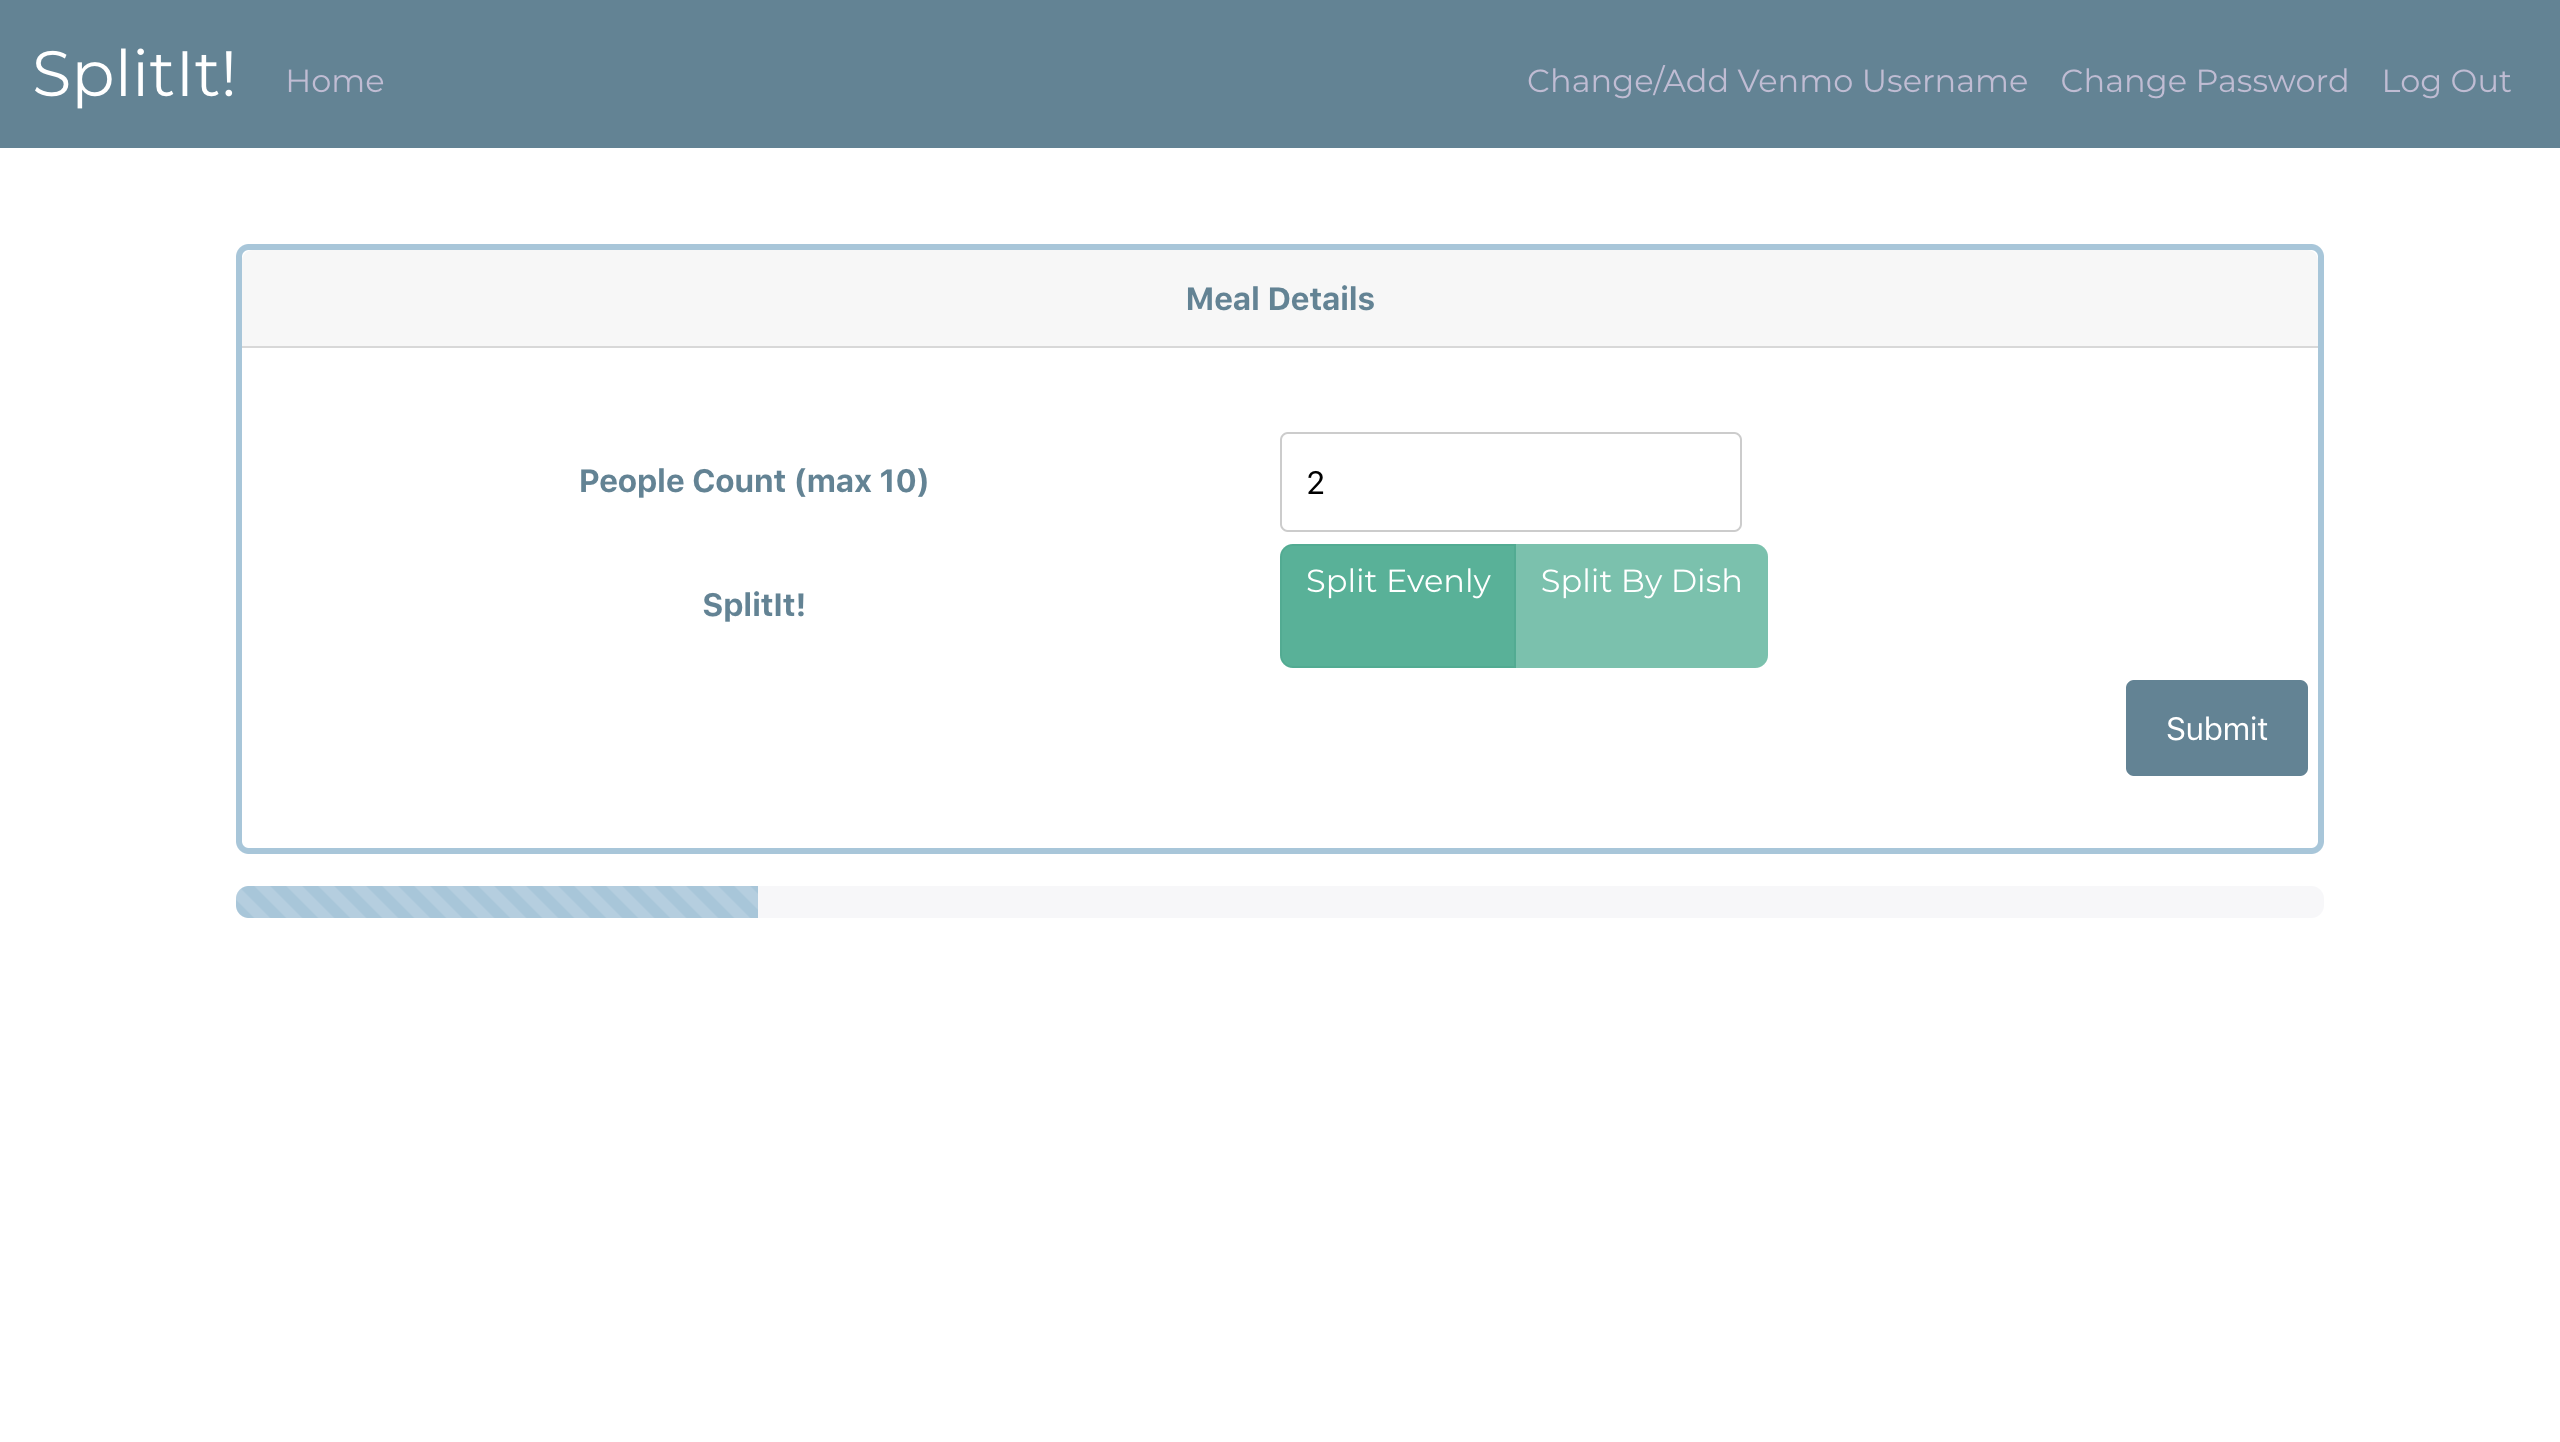 SplitIt! Home Change/Add Venmo Username Change Password Log Out
Meal Details
People Count (max 10) 2
SplitIt! Split Evenly Split By Dish
Submit